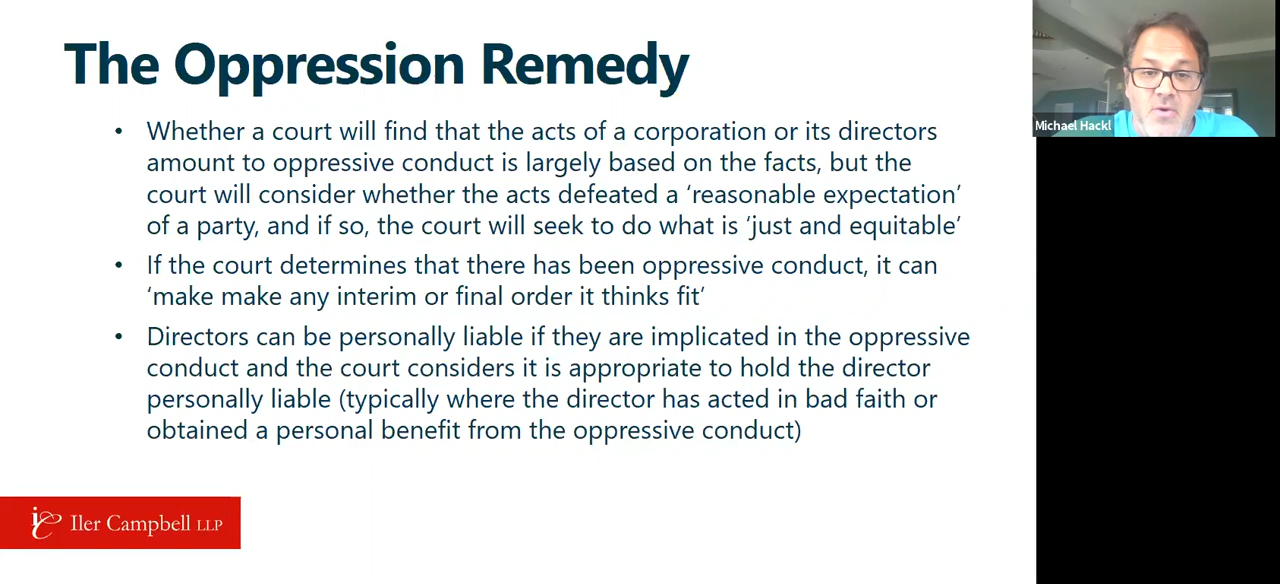 The Oppression Remedy
• Whether a court will find that the acts of a corporation or its directors
amount to oppressive conduct is largely based on the facts, but the
court will consider whether the acts defeated a ‘reasonable expectation’
of a party, and if so, the court will seek to do what is ‘just and equitable’
• If the court determines that there has been oppressive conduct, it can
‘make make any interim or final order it thinks fit’
• Directors can be personally liable if they are implicated in the oppressive
conduct and the court considers it is appropriate to hold the director
personally liable (typically where the director has acted in bad faith or
obtained a personal benefit from the oppressive conduct)
ic Iler Campbell LLP
Michael Hackl